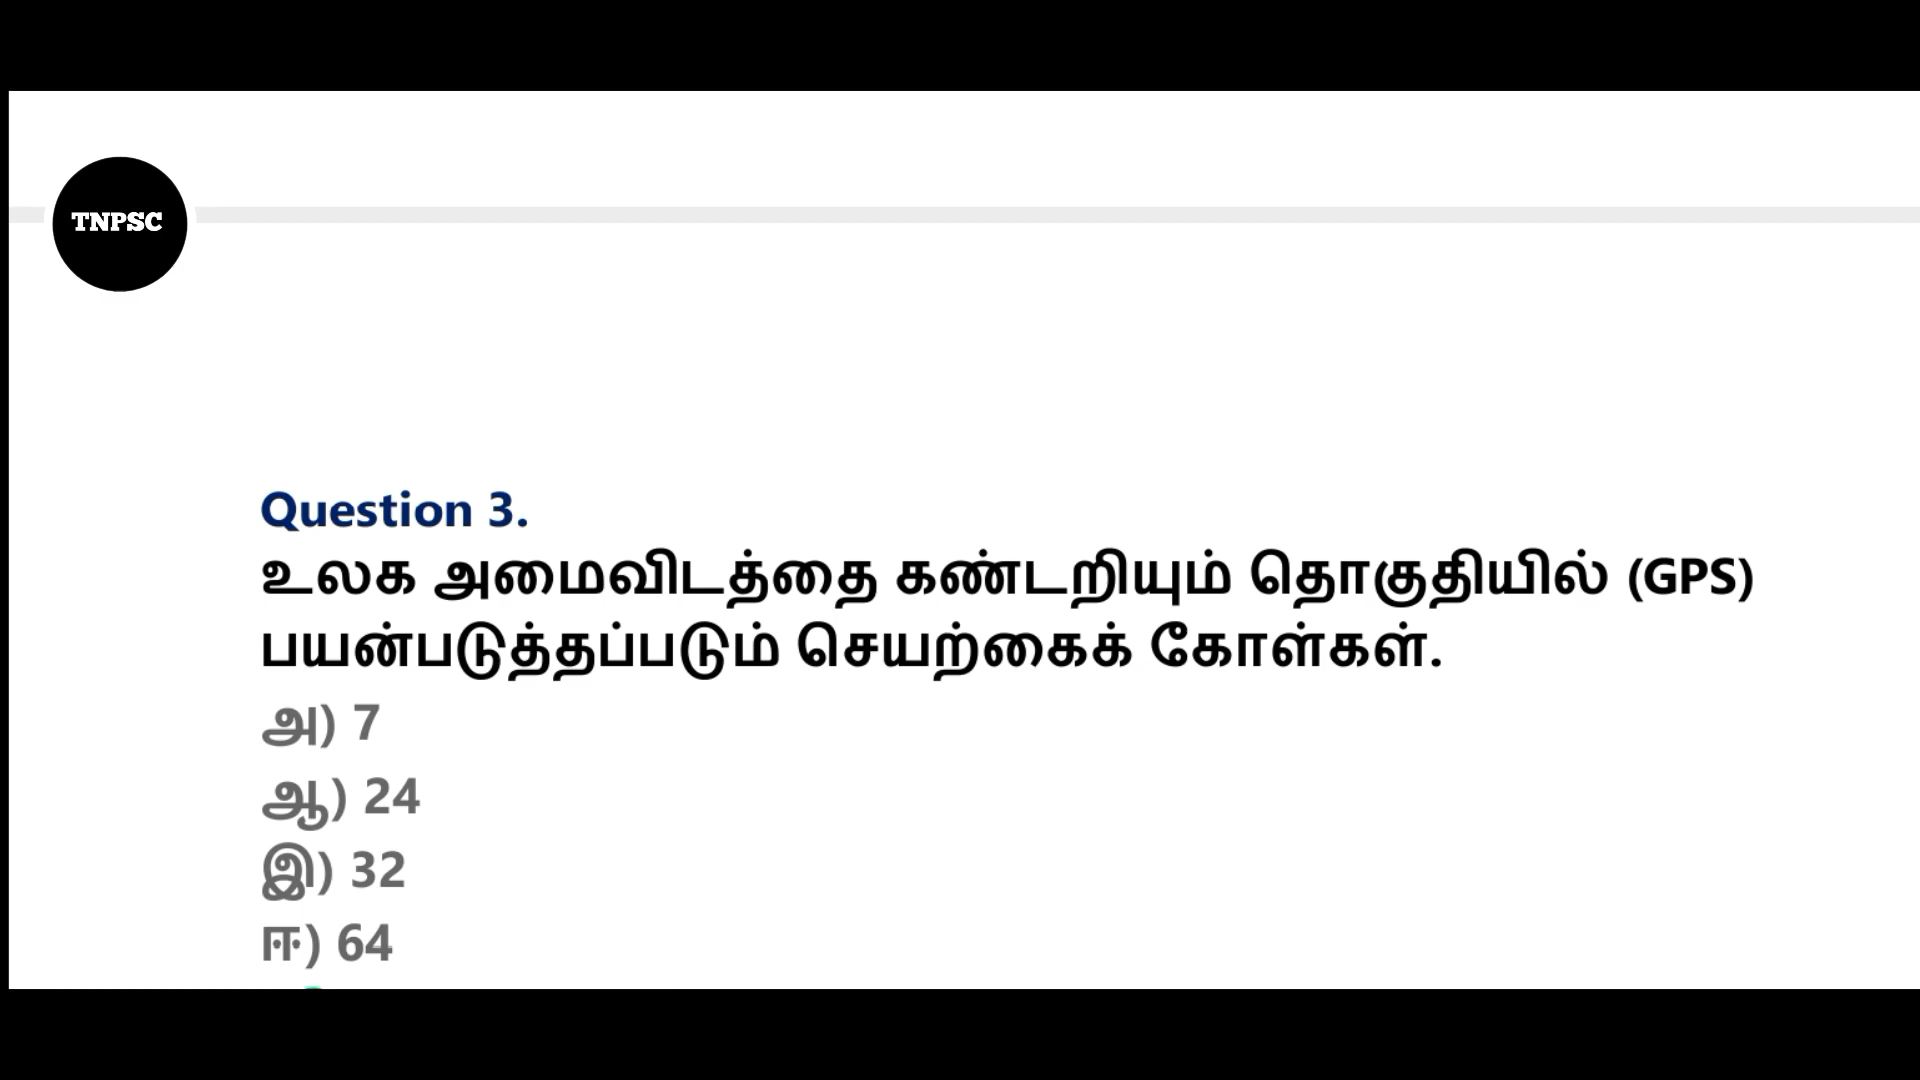 TNPSC
Question 3.
உலக அமைவிடத்தை கண்டறியும் தொகுதியில் (GPS)
பயன்படுத்தப்படும் செயற்கைக் கோள்கள்.
அ) 7
ஆ) 24
இ) 32
ஈ) 64